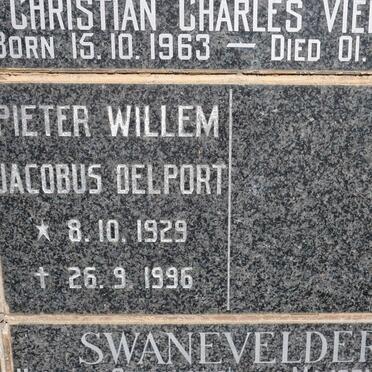 CHRISTIAN CHARLES
BORN 15.10.1963 — DIED 01.
PIETER WILLEM
JACOBUS DELPORT
★ 8.10.1929
† 26.9.1996
SWANEVELDER